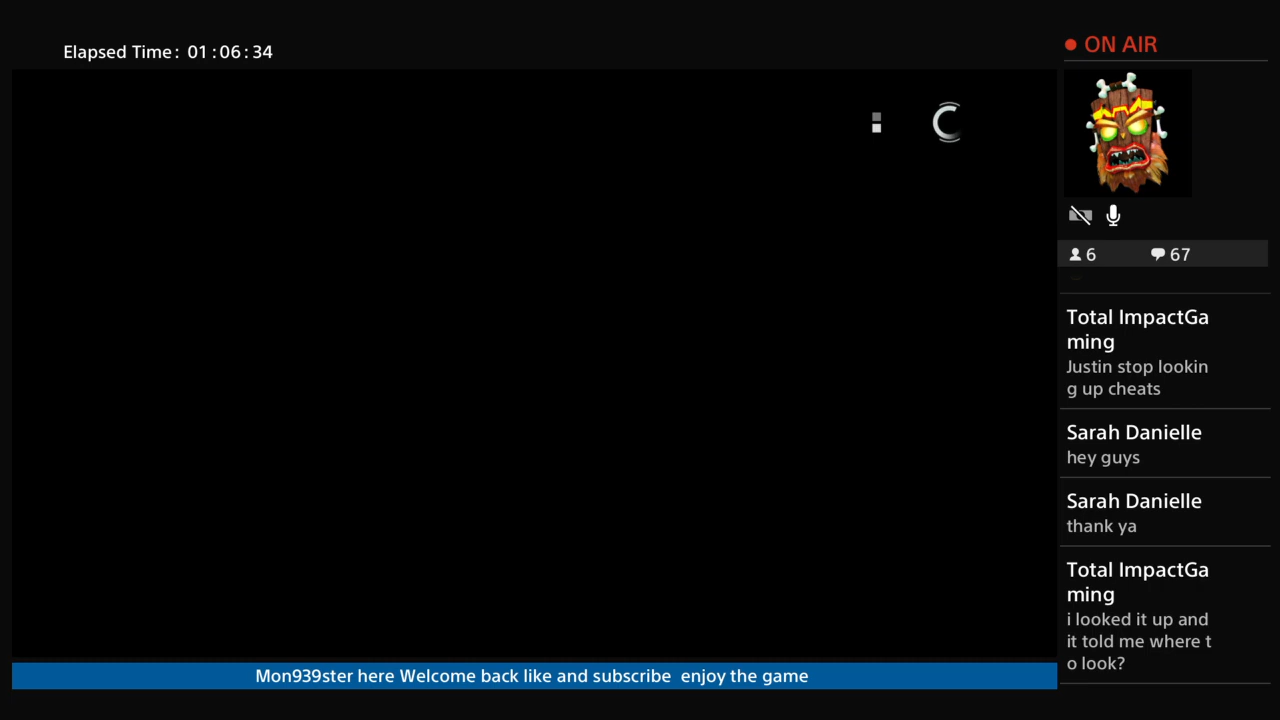 Elapsed Time: 01:06:34
ON AIR
6 67
Total ImpactGa
ming
Justin stop lookin
g up cheats
Sarah Danielle
hey guys
Sarah Danielle
thank ya
Total ImpactGa
ming
i looked it up and
it told me where t
o look?
Mon939ster here Welcome back like and subscribe enjoy the game